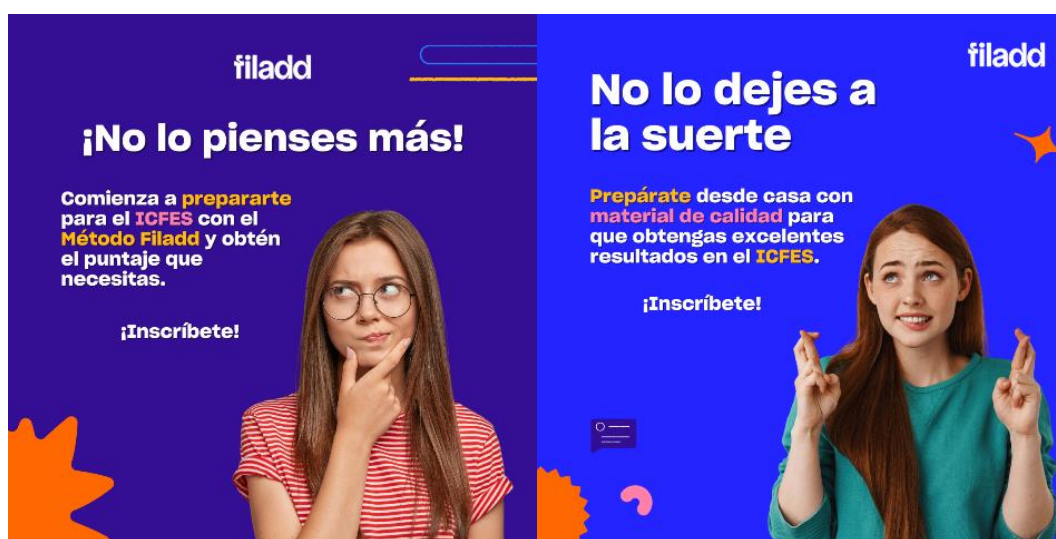 filadd
¡No lo pienses más!
Comienza a prepararte
para el ICFES con el
Método Filadd y obtén
el puntaje que
necesitas.
¡Inscríbete!
filadd
No lo dejes a
la suerte
Prepárate desde casa con
material de calidad para
que obtengas excelentes
resultados en el ICFES.
¡Inscríbete!